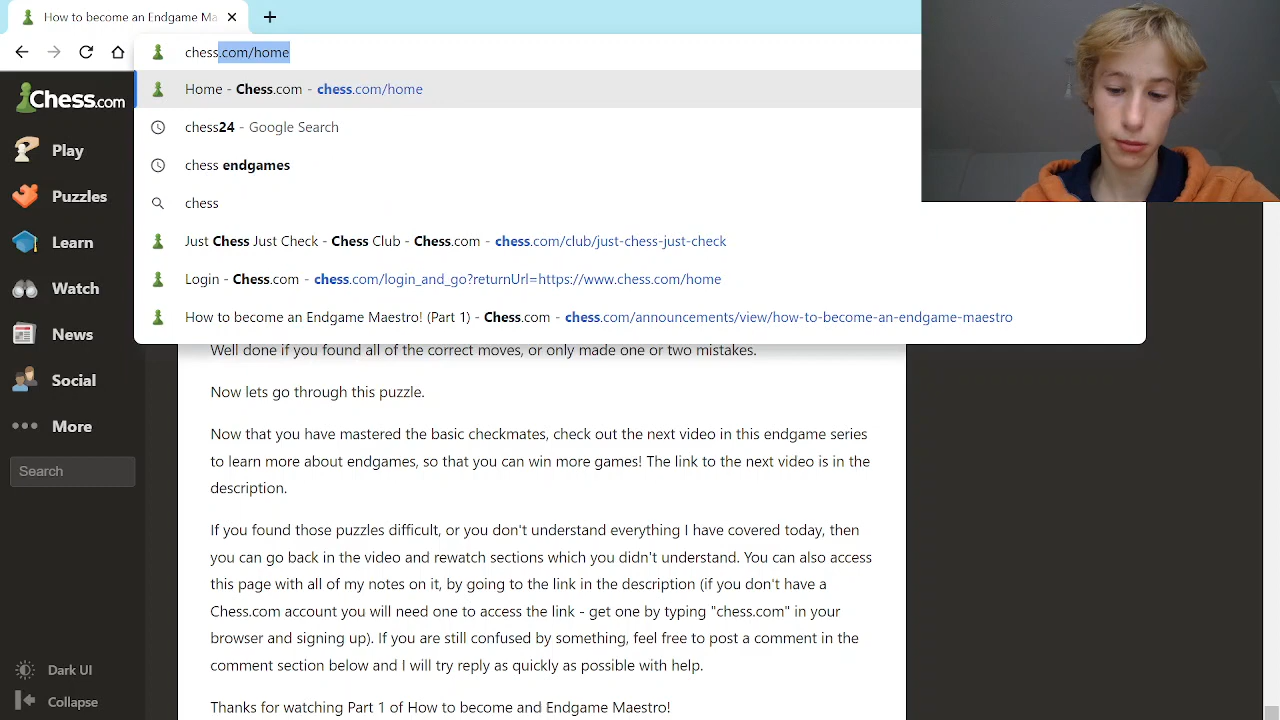 How to become an Endgame Ma
chess.com/home
Home - Chess.com - chess.com/home
chess24 - Google Search
chess endgames
chess
Just Chess Just Check - Chess Club - Chess.com - chess.com/club/just-chess-just-check
Login - Chess.com - chess.com/login_and_go?returnUrl=https://www.chess.com/home
How to become an Endgame Maestro! (Part 1) - Chess.com - chess.com/announcements/view/how-to-become-an-endgame-maestro
Chess.com
Play
Puzzles
Learn
Watch
News
Social
More
Search
Dark UI
Collapse
Well done if you found all of the correct moves, or only made one or two mistakes.
Now lets go through this puzzle.
Now that you have mastered the basic checkmates, check out the next video in this endgame series
to learn more about endgames, so that you can win more games! The link to the next video is in the
description.
If you found those puzzles difficult, or you don't understand everything I have covered today, then
you can go back in the video and rewatch sections which you didn't understand. You can also access
this page with all of my notes on it, by going to the link in the description (if you don't have a
Chess.com account you will need one to access the link - get one by typing "chess.com" in your
browser and signing up). If you are still confused by something, feel free to post a comment in the
comment section below and I will try reply as quickly as possible with help.
Thanks for watching Part 1 of How to become and Endgame Maestro!